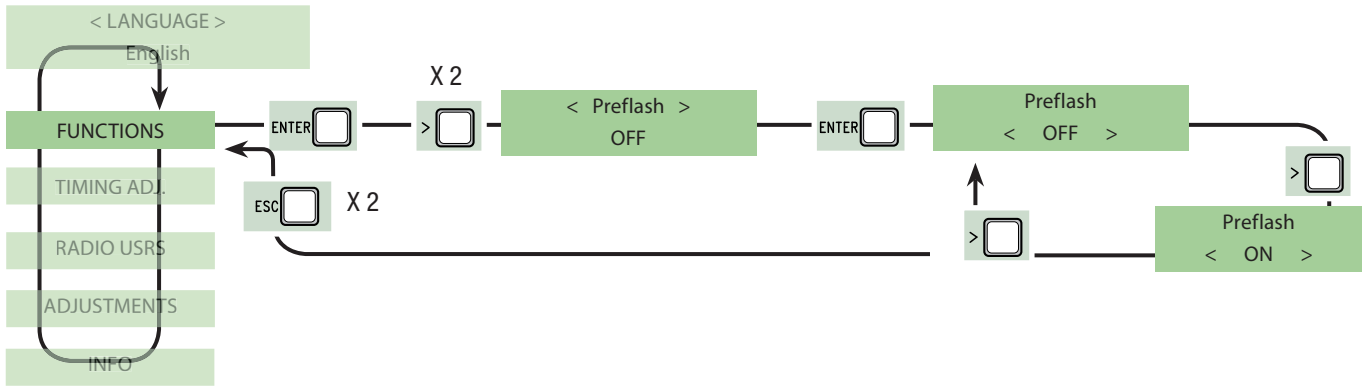 < LANGUAGE >
English
X 2
FUNCTIONS
ENTER
>
< Preflash >
OFF
ENTER
Preflash
< OFF >
>
TIMING ADJ.
ESC
X 2
RADIO USRS
>
Preflash
< ON >
ADJUSTMENTS
INFO